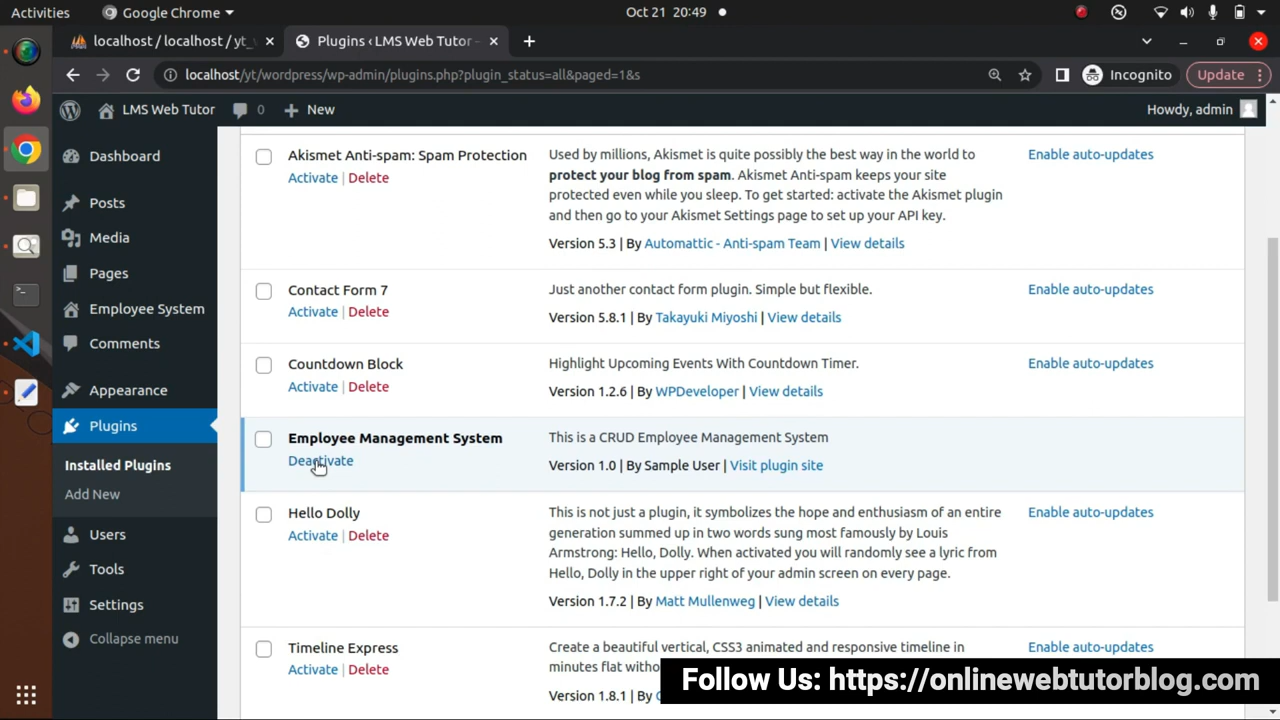 Activities
Google Chrome
Oct 21 20:49
localhost / localhost / yt_
Plugins ‹ LMS Web Tutor
localhost/yt/wordpress/wp-admin/plugins.php?plugin_status=all&paged=1&s
Incognito
Update
LMS Web Tutor
0
New
Howdy, admin
Dashboard
Posts
Media
Pages
Employee System
Comments
Appearance
Plugins
Installed Plugins
Add New
Users
Tools
Settings
Collapse menu
Akismet Anti-spam: Spam Protection
Activate | Delete
Used by millions, Akismet is quite possibly the best way in the world to
protect your blog from spam. Akismet Anti-spam keeps your site
protected even while you sleep. To get started: activate the Akismet plugin
and then go to your Akismet Settings page to set up your API key.
Version 5.3 | By Automattic - Anti-spam Team | View details
Enable auto-updates
Contact Form 7
Activate | Delete
Just another contact form plugin. Simple but flexible.
Version 5.8.1 | By Takayuki Miyoshi | View details
Enable auto-updates
Countdown Block
Activate | Delete
Highlight Upcoming Events With Countdown Timer.
Version 1.2.6 | By WPDeveloper | View details
Enable auto-updates
Employee Management System
Deactivate
This is a CRUD Employee Management System
Version 1.0 | By Sample User | Visit plugin site
Hello Dolly
Activate | Delete
This is not just a plugin, it symbolizes the hope and enthusiasm of an entire
generation summed up in two words sung most famously by Louis
Armstrong: Hello, Dolly. When activated you will randomly see a lyric from
Hello, Dolly in the upper right of your admin screen on every page.
Version 1.7.2 | By Matt Mullenweg | View details
Enable auto-updates
Timeline Express
Activate | Delete
Create a beautiful vertical, CSS3 animated and responsive timeline in
minutes flat
Version 1.8.1 |
Enable auto-updates
Follow Us: https://onlinewebtutorblog.com